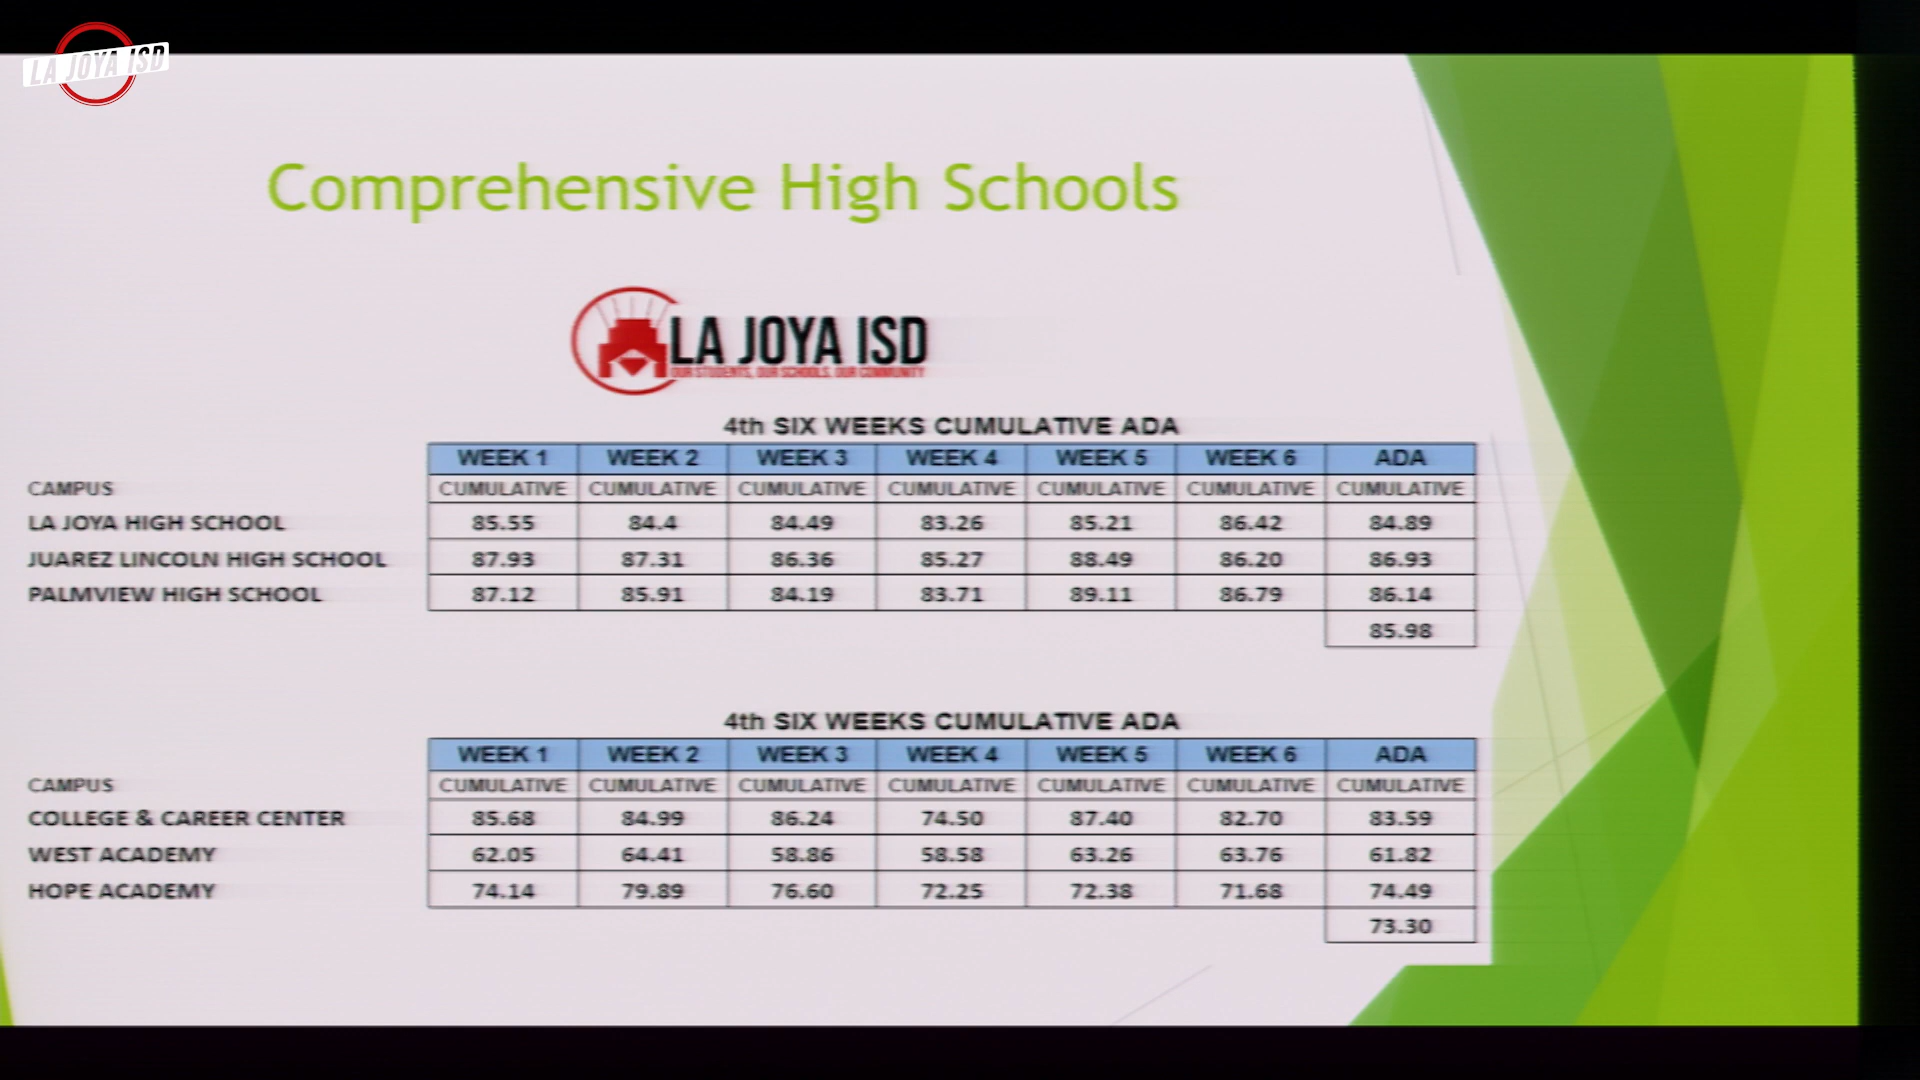 LA JOYA ISD
Comprehensive High Schools
LA JOYA ISD
OUR STUDENTS, OUR SCHOOLS, OUR COMMUNITY
4th SIX WEEKS CUMULATIVE ADA
WEEK 1 WEEK 2 WEEK 3 WEEK 4 WEEK 5 WEEK 6 ADA
CAMPUS CUMULATIVE CUMULATIVE CUMULATIVE CUMULATIVE CUMULATIVE CUMULATIVE CUMULATIVE
LA JOYA HIGH SCHOOL 85.55 84.4 84.49 83.26 85.21 86.42 84.89
JUAREZ LINCOLN HIGH SCHOOL 87.93 87.31 86.36 85.27 88.49 86.20 86.93
PALMVIEW HIGH SCHOOL 87.12 85.91 84.19 83.71 89.11 86.79 86.14
85.98
4th SIX WEEKS CUMULATIVE ADA
WEEK 1 WEEK 2 WEEK 3 WEEK 4 WEEK 5 WEEK 6 ADA
CAMPUS CUMULATIVE CUMULATIVE CUMULATIVE CUMULATIVE CUMULATIVE CUMULATIVE CUMULATIVE
COLLEGE & CAREER CENTER 85.68 84.99 86.24 74.50 87.40 82.70 83.59
WEST ACADEMY 62.05 64.41 58.86 58.58 63.26 63.76 61.82
HOPE ACADEMY 74.14 79.89 76.60 72.25 72.38 71.68 74.49
73.30